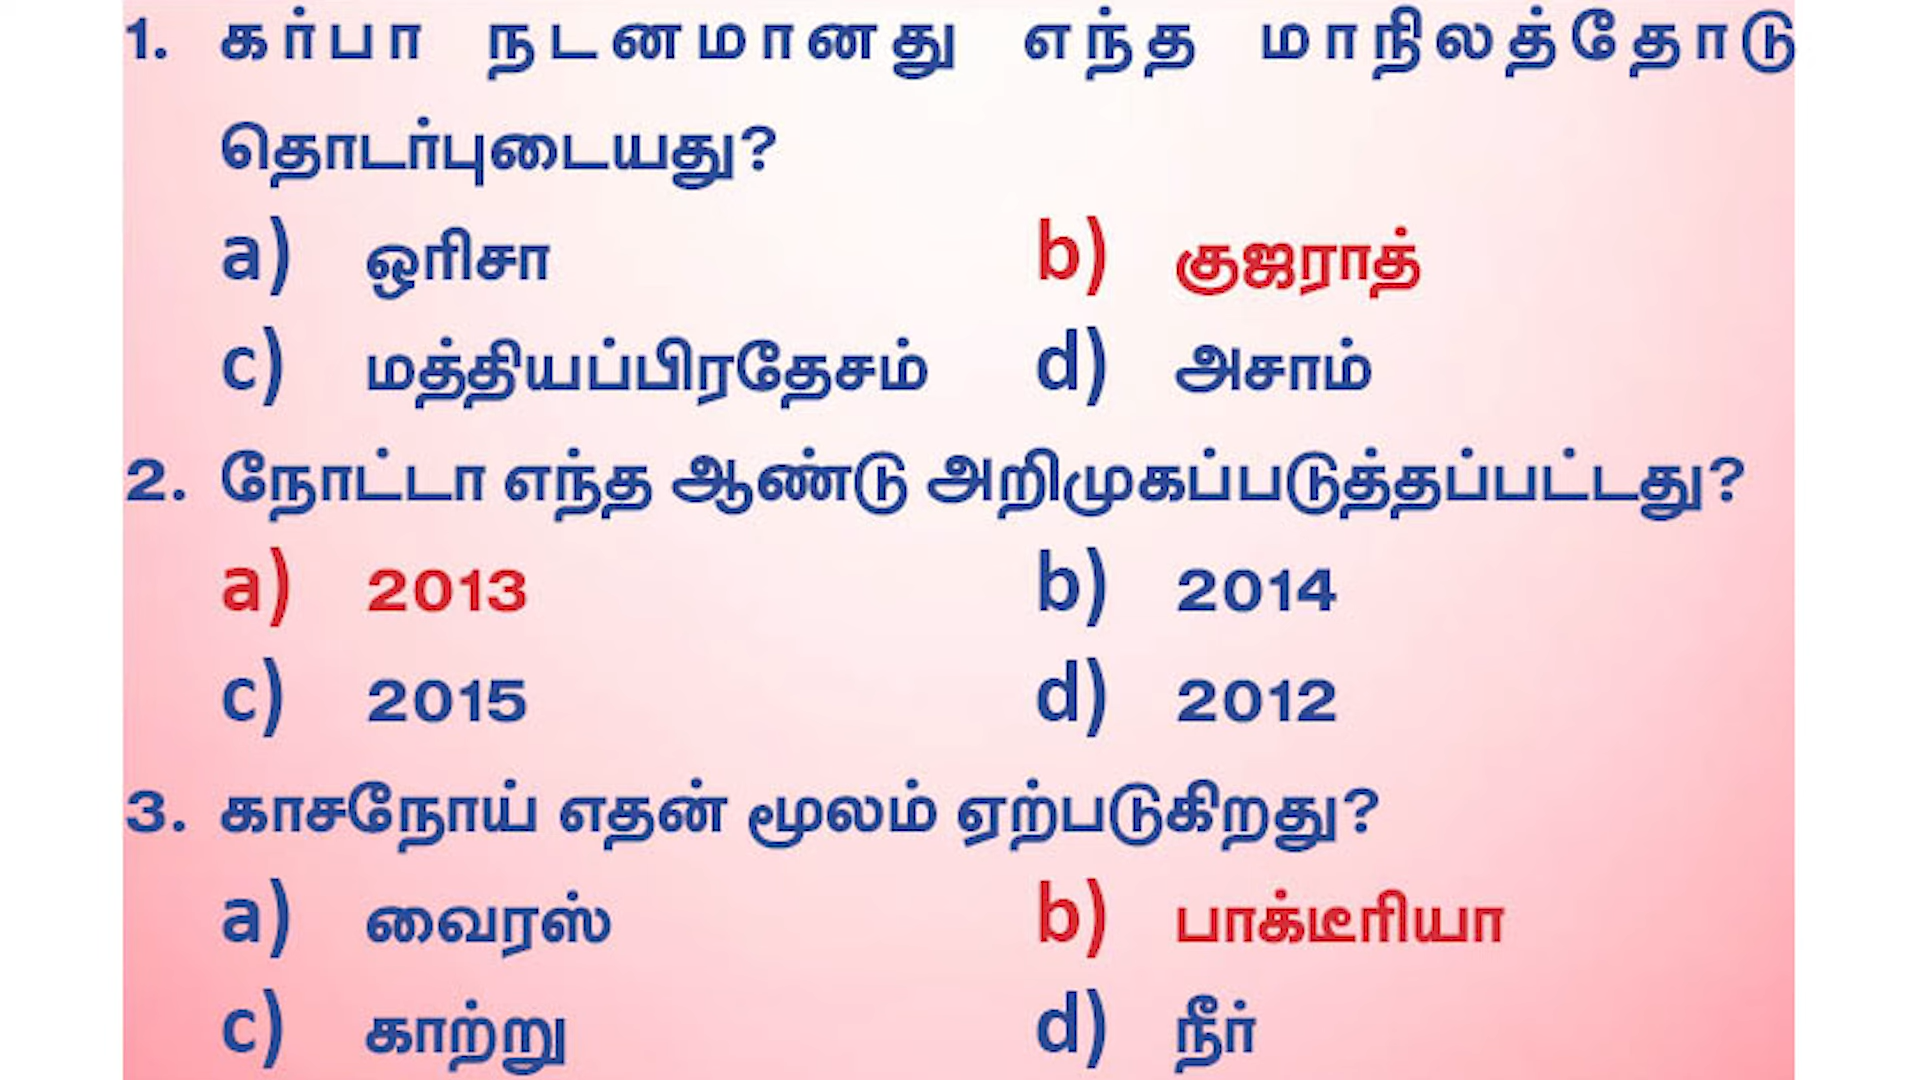 1. கர்பா நடனமானது எந்த மாநிலத்தோடு
தொடர்புடையது?
a) ஒரிசா b) குஜராத்
c) மத்தியப்பிரதேசம் d) அசாம்
2. நோட்டா எந்த ஆண்டு அறிமுகப்படுத்தப்பட்டது?
a) 2013 b) 2014
c) 2015 d) 2012
3. காசநோய் எதன் மூலம் ஏற்படுகிறது?
a) வைரஸ் b) பாக்டீரியா
c) காற்று d) நீர்